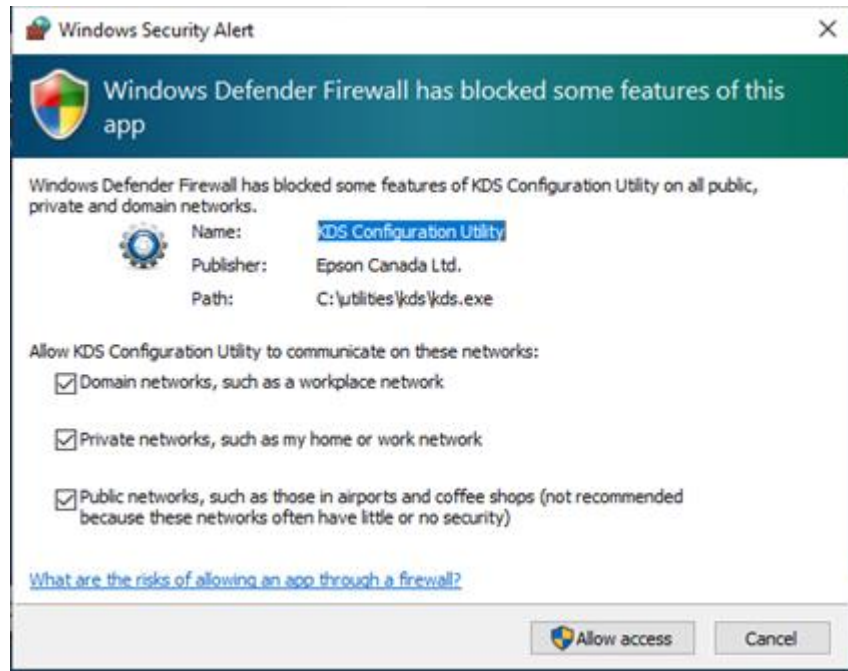 Windows Security Alert
Windows Defender Firewall has blocked some features of this
app
Windows Defender Firewall has blocked some features of KDS Configuration Utility on all public,
private and domain networks.
Name: KDS Configuration Utility
Publisher: Epson Canada Ltd.
Path: C:\utilities\kds\kds.exe
Allow KDS Configuration Utility to communicate on these networks:
Domain networks, such as a workplace network
Private networks, such as my home or work network
Public networks, such as those in airports and coffee shops (not recommended
because these networks often have little or no security)
What are the risks of allowing an app through a firewall?
Allow access Cancel